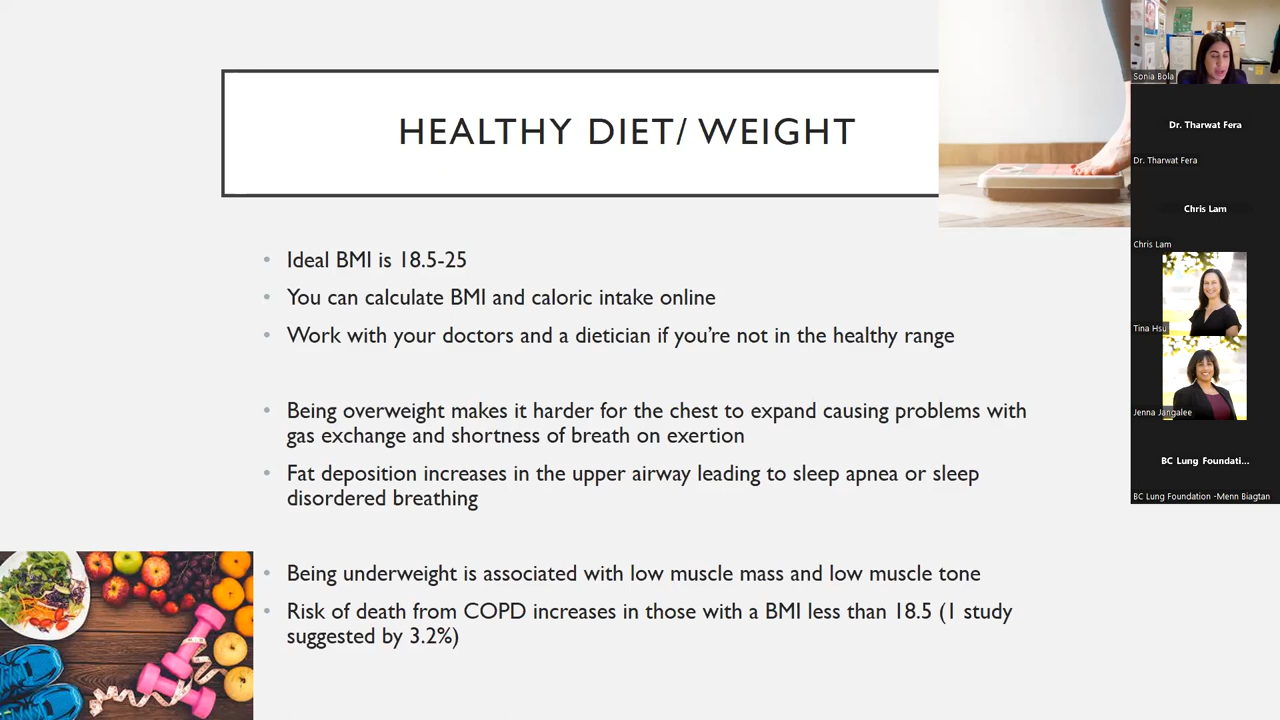 HEALTHY DIET/ WEIGHT
• Ideal BMI is 18.5-25
• You can calculate BMI and caloric intake online
• Work with your doctors and a dietician if you're not in the healthy range
• Being overweight makes it harder for the chest to expand causing problems with
gas exchange and shortness of breath on exertion
• Fat deposition increases in the upper airway leading to sleep apnea or sleep
disordered breathing
• Being underweight is associated with low muscle mass and low muscle tone
• Risk of death from COPD increases in those with a BMI less than 18.5 (1 study
suggested by 3.2%)
Sonia Bola
Dr. Tharwat Fera
Dr. Tharwat Fera
Chris Lam
Chris Lam
Tina Hsu
Jenna Jangalee
BC Lung Foundati...
BC Lung Foundation -Menn Biagtan